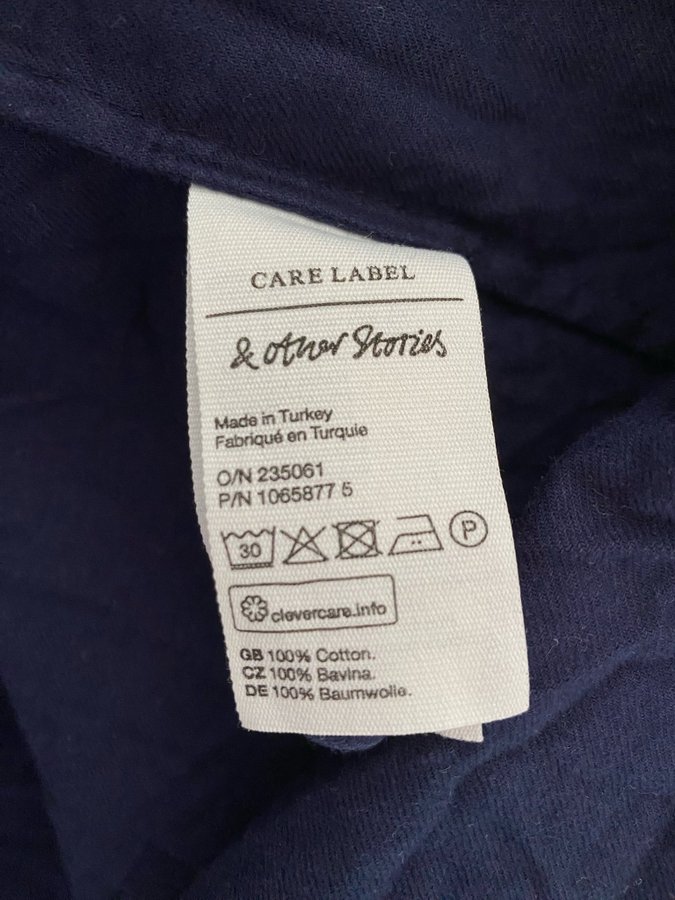 CARE LABEL
& other Stories
Made in Turkey
Fabriqué en Turquie
O/N 235061
P/N 1065877 5
30 P
clevercare.info
GB 100% Cotton.
CZ 100% Bavlna.
DE 100% Baumwolle.